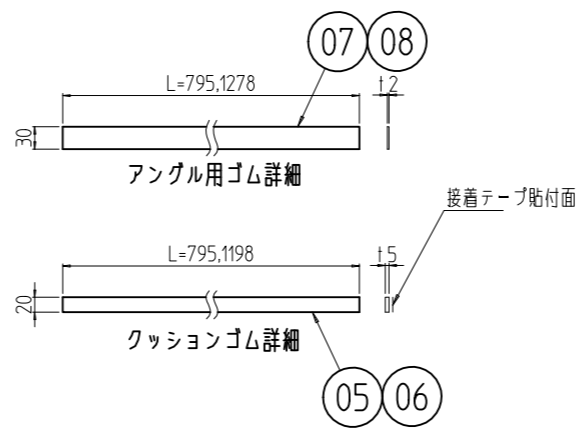 07 08
L=795,1278
t2
30
アングル用ゴム詳細
接着テープ貼付面
L=795,1198
t5
20
クッションゴム詳細
05 06